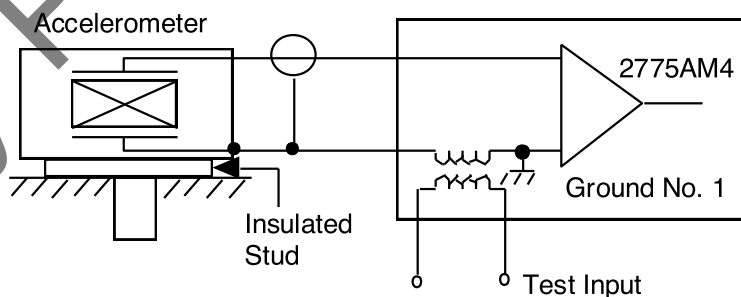 Accelerometer
2775AM4
Ground No. 1
Insulated
Stud
Test Input